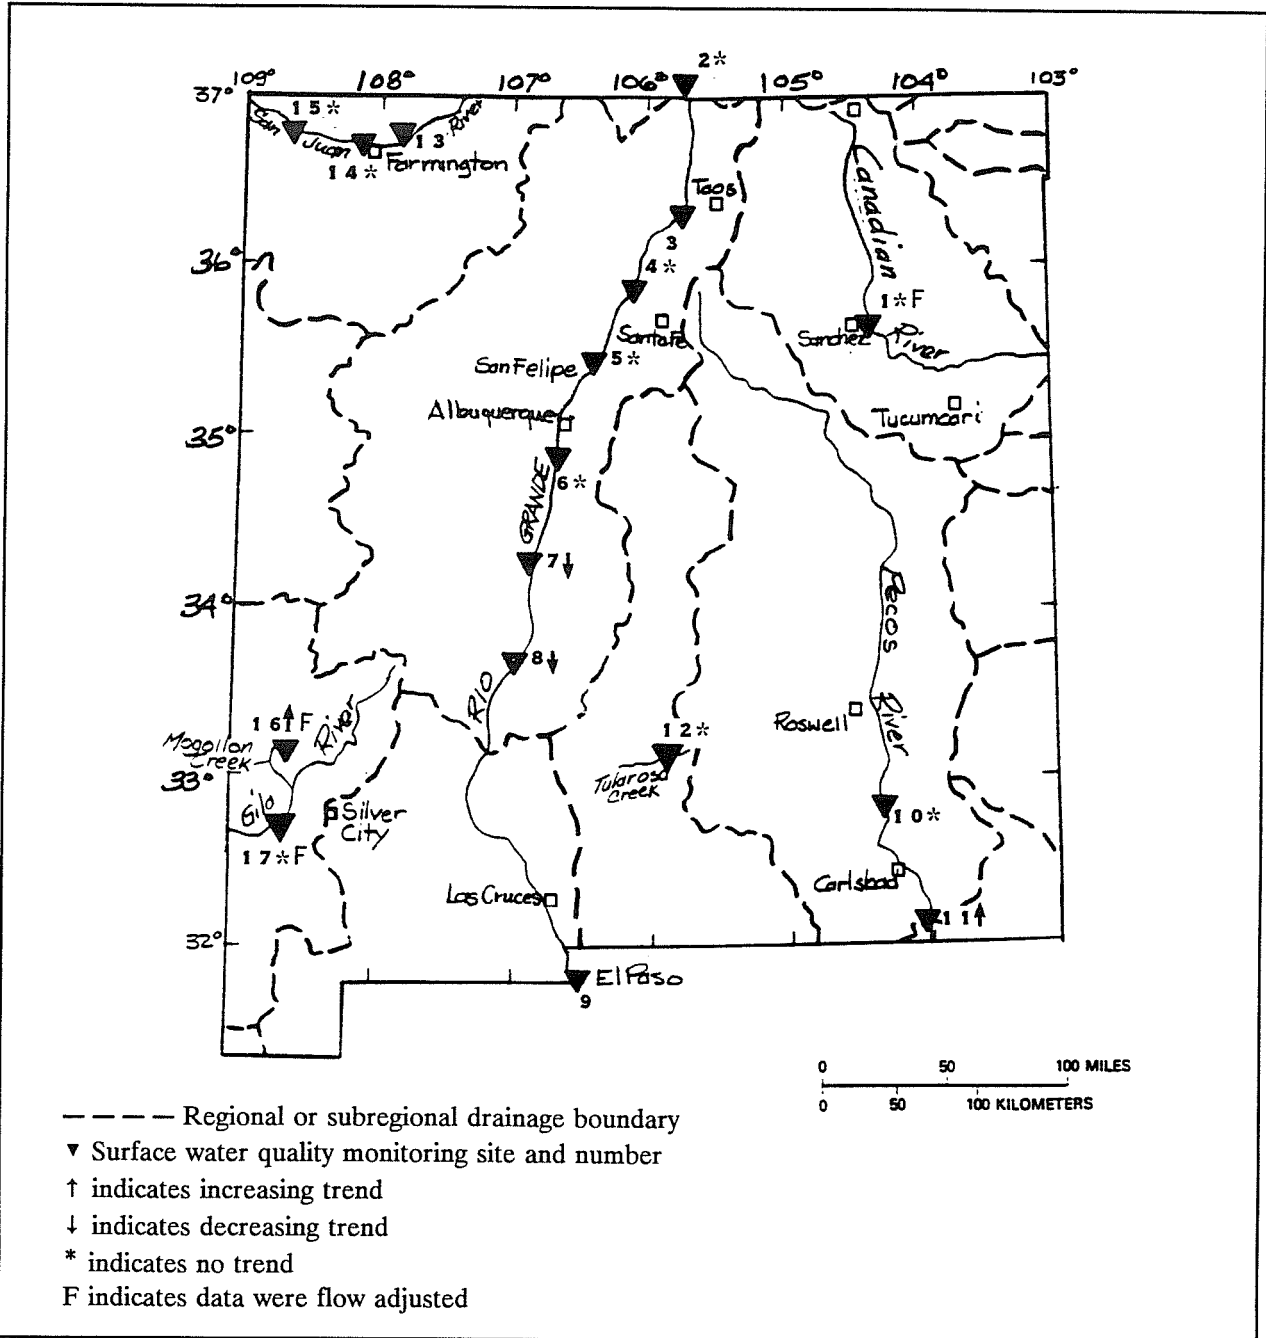 2*
109° 108° 107° 106° 105° 104° 103°
37°
15*
San Juan River
13
14*
Farmington
Taos
3
Canadian River
36°
4*
1*F
Santa Fe
Sanchez
San Felipe
5*
Albuquerque
Tucumcari
35°
6*
RIO GRANDE
7↓
34°
Pecos River
8↓
16↑F
Mogollon Creek
Gila River
12*
Tularosa Creek
Roswell
33°
Silver City
17*F
10*
Carlsbad
Las Cruces
11↑
32°
El Paso
9
0 50 100 MILES
0 50 100 KILOMETERS
– – – – Regional or subregional drainage boundary
▼ Surface water quality monitoring site and number
↑ indicates increasing trend
↓ indicates decreasing trend
* indicates no trend
F indicates data were flow adjusted